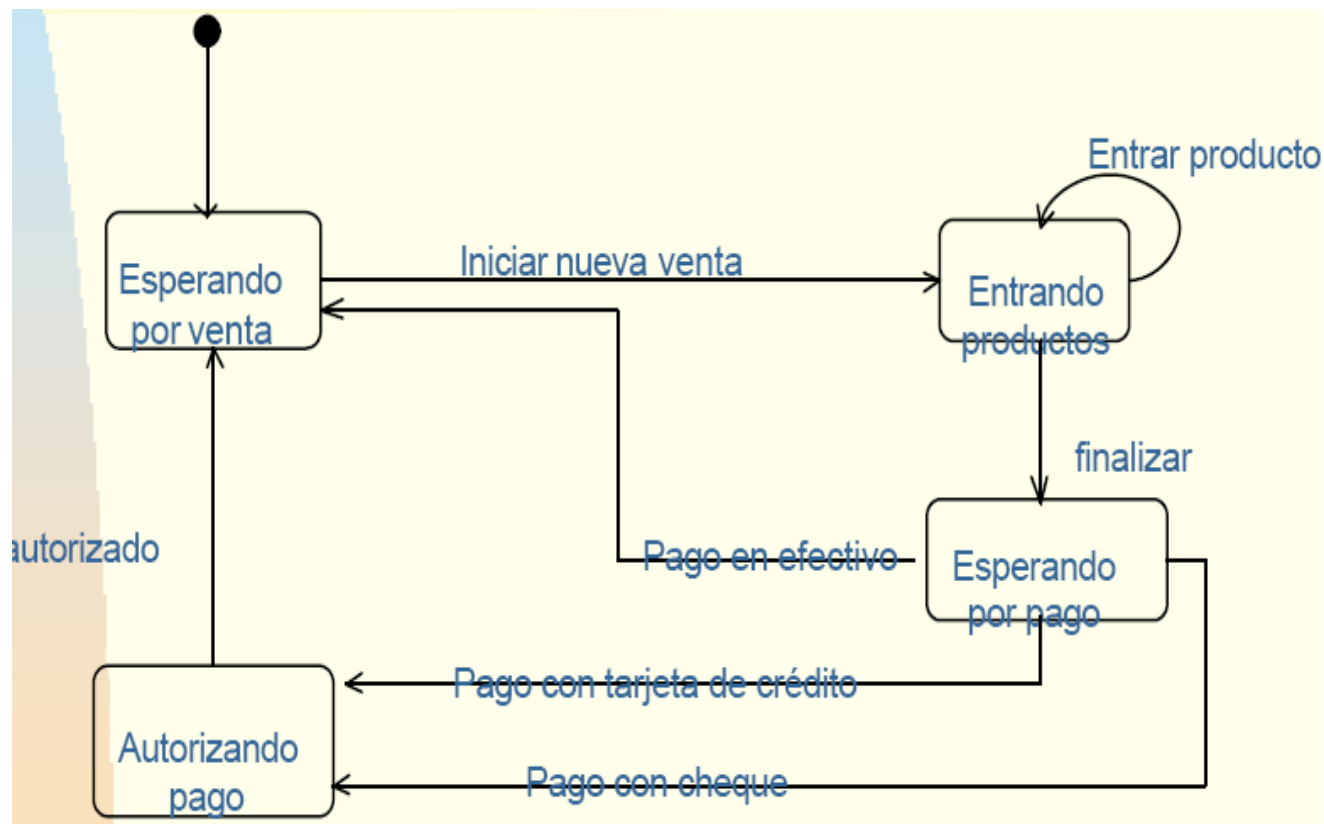 Entrar producto
Iniciar nueva venta
Esperando
por venta
Entrando
productos
finalizar
autorizado
Pago en efectivo
Esperando
por pago
Pago con tarjeta de crédito
Autorizando
pago
Pago con cheque